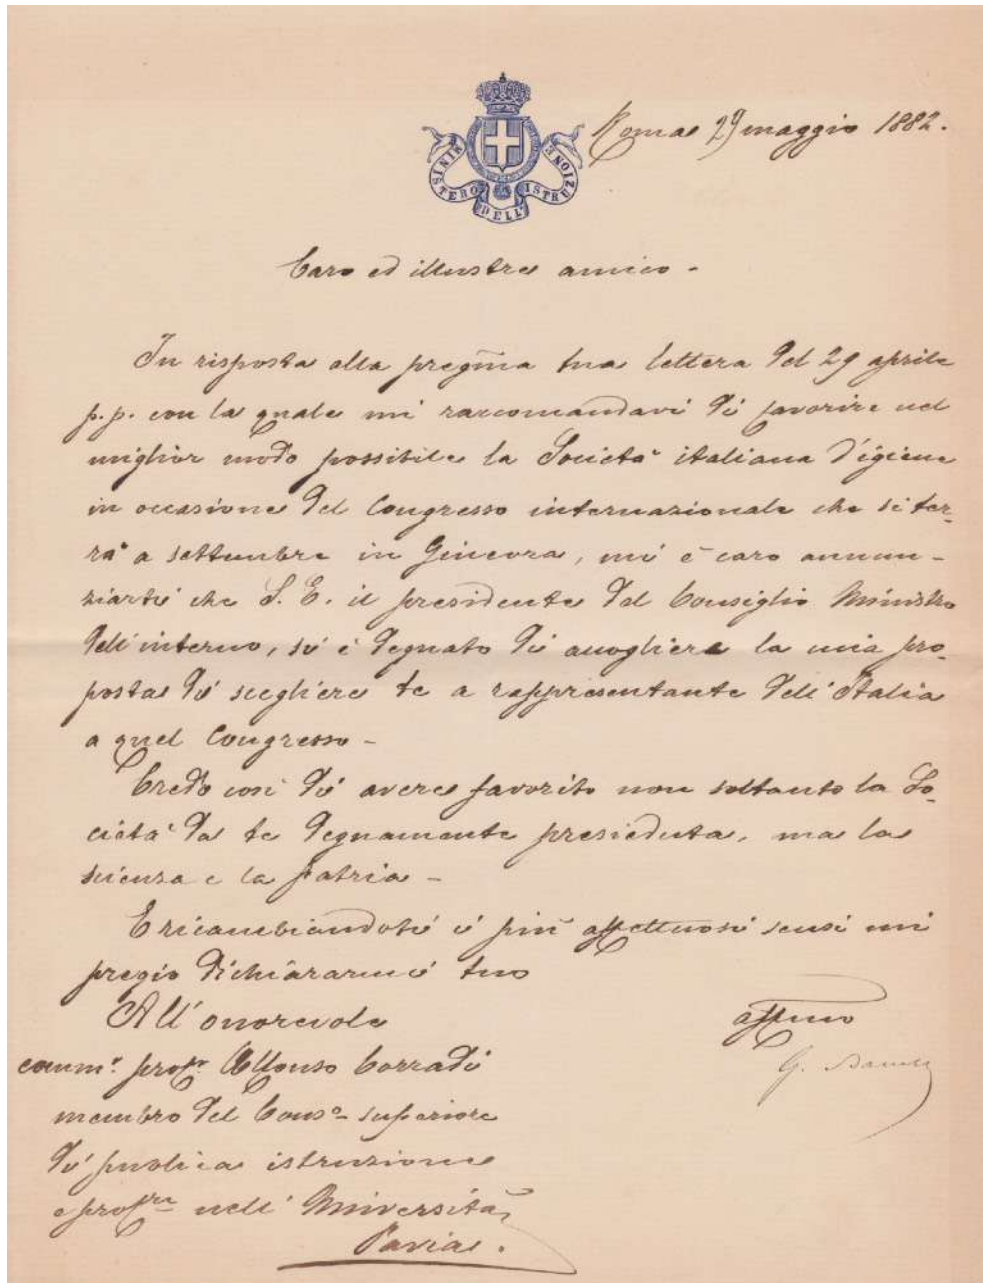 MINISTERO DELL' ISTRUZIONE
Roma 29 maggio 1882.
Caro ed illustre amico -
In risposta alla pregma tua lettera del 29 aprile
p.p. con la quale mi raccomandavi di favorire nel
miglior modo possibile la Società italiana d'igiene
in occasione del Congresso internazionale che si ter-
rà a settembre in Ginevra, mi è caro annun-
ziarti che S. E. il presidente del Consiglio Ministro
dell'interno, si è degnato di accogliere la mia pro-
posta di scegliere te a rappresentante dell'Italia
a quel Congresso -
Credo così di avere favorito non soltanto la So-
cietà da te degnamente presieduta, ma la
scienza e la patria -
E ricambiandoti i più affettuosi sensi mi
pregio dichiararmi tuo
affmo
G.
All'onorevole
comm.r prof.r Alfonso Corradi
membro del Cons.o superiore
di publica istruzione
e prof.re nell'Università,
Pavia.